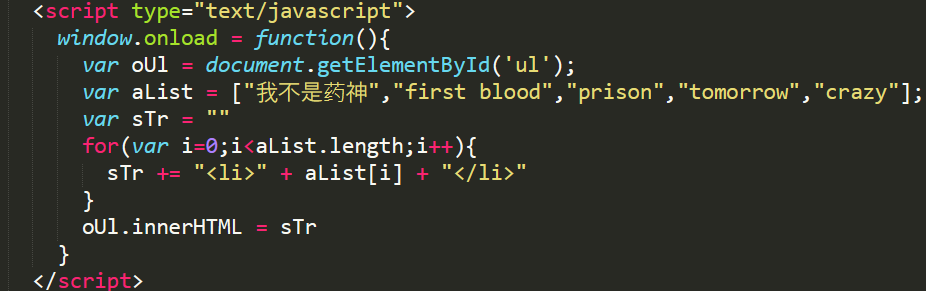 <script type="text/javascript">
window.onload = function(){
var oUl = document.getElementById('ul');
var aList = ["我不是药神","first blood","prison","tomorrow","crazy"];
var sTr = ""
for(var i=0;i<aList.length;i++){
sTr += "<li>" + aList[i] + "</li>"
}
oUl.innerHTML = sTr
}
</script>